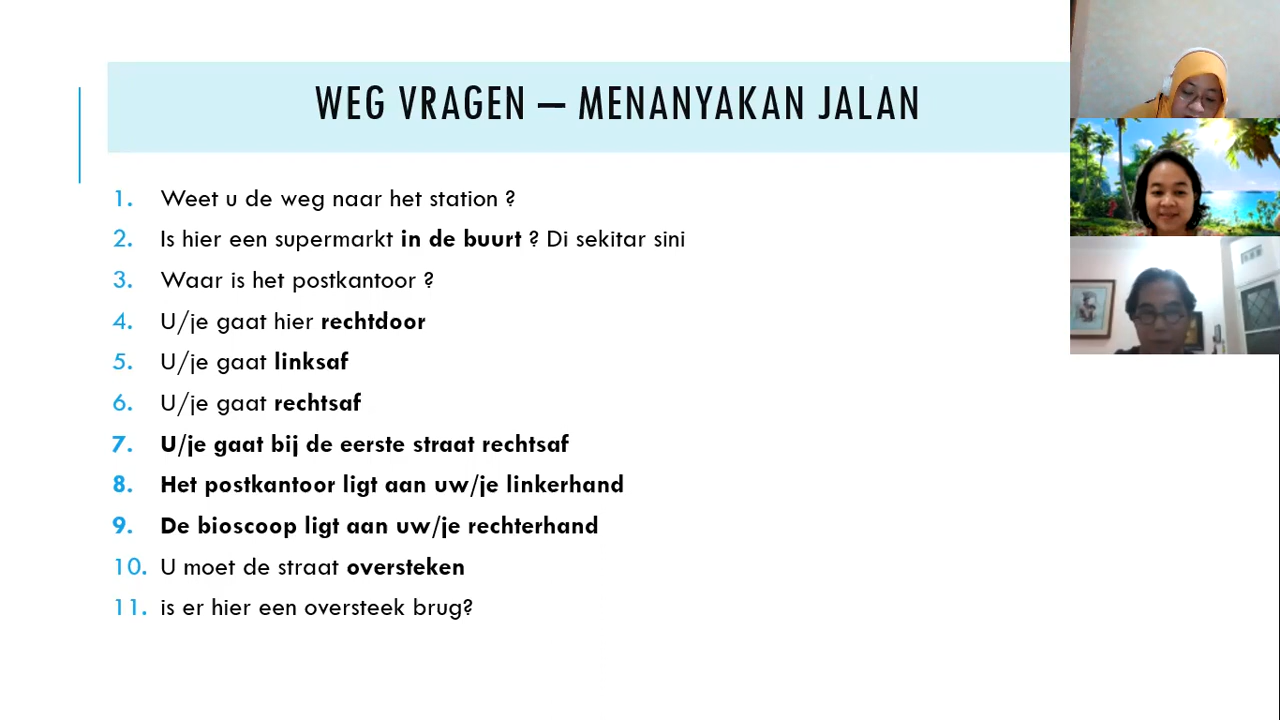 WEG VRAGEN – MENANYAKAN JALAN
1. Weet u de weg naar het station ?
2. Is hier een supermarkt in de buurt ? Di sekitar sini
3. Waar is het postkantoor ?
4. U/je gaat hier rechtdoor
5. U/je gaat linksaf
6. U/je gaat rechtsaf
7. U/je gaat bij de eerste straat rechtsaf
8. Het postkantoor ligt aan uw/je linkerhand
9. De bioscoop ligt aan uw/je rechterhand
10. U moet de straat oversteken
11. is er hier een oversteek brug?